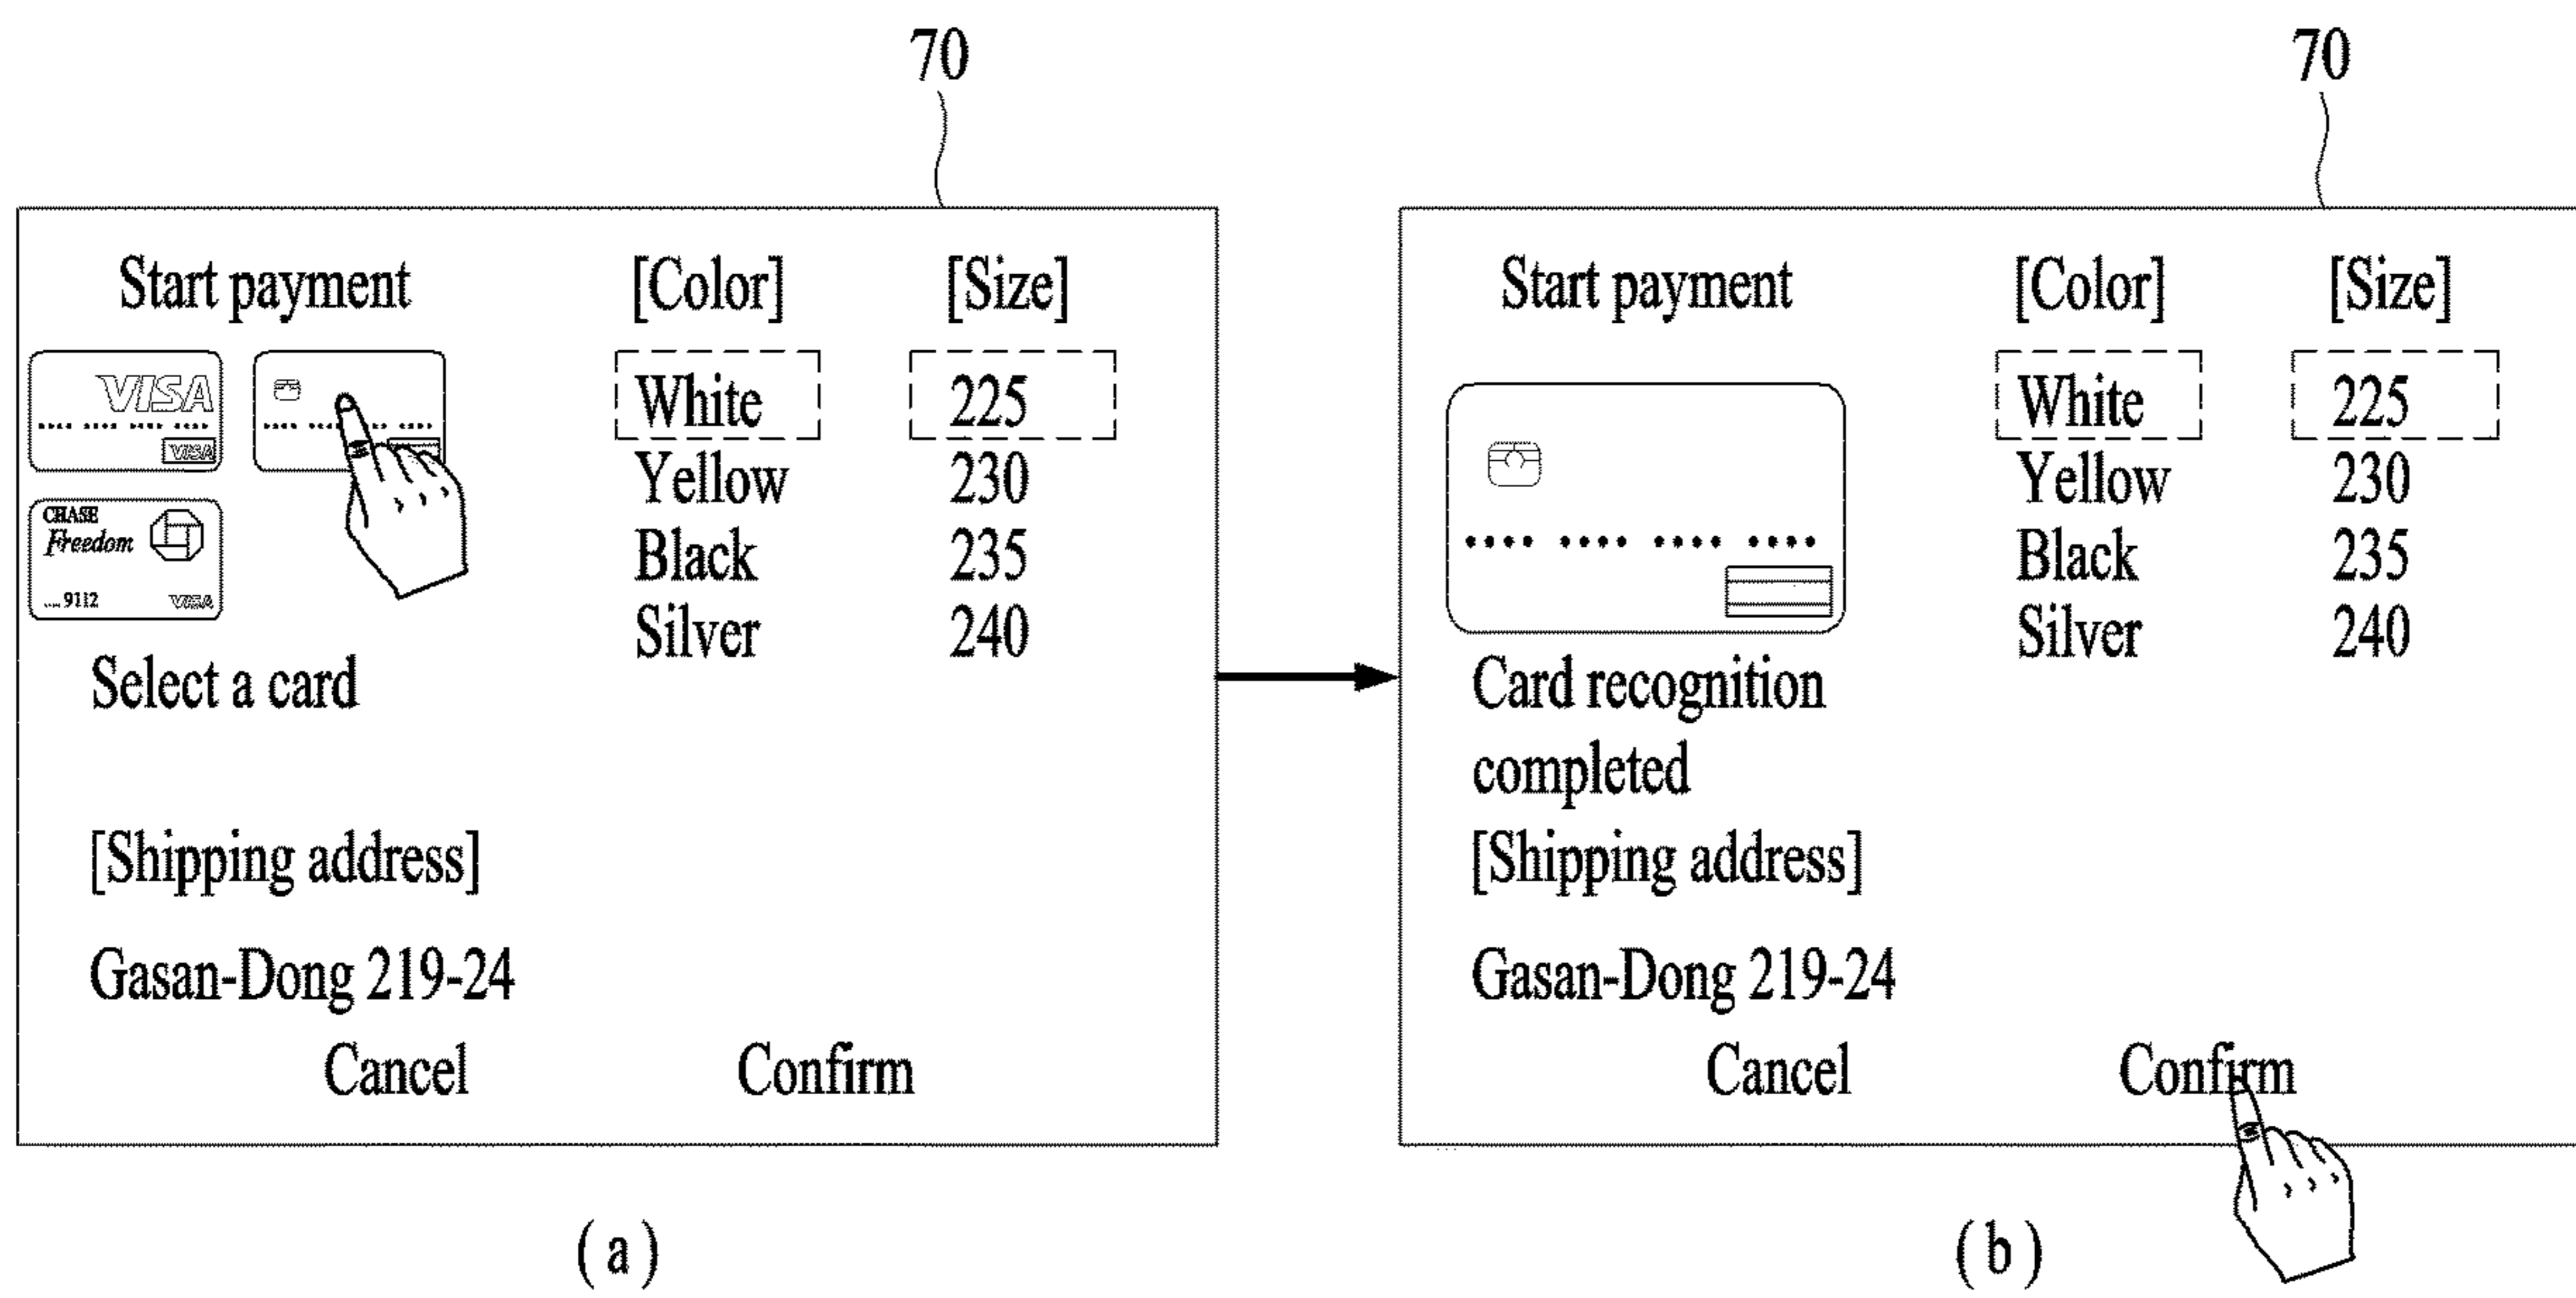 70
70
Start payment
[Color]
[Size]
VISA
VISA
CHASE
Freedom
.... 9112
VISA
White
225
Yellow
230
Black
235
Silver
240
Select a card
[Shipping address]
Gasan-Dong 219-24
Cancel
Confirm
(a)
Start payment
[Color]
[Size]
White
225
Yellow
230
Black
235
Silver
240
Card recognition
completed
[Shipping address]
Gasan-Dong 219-24
Cancel
Confirm
(b)